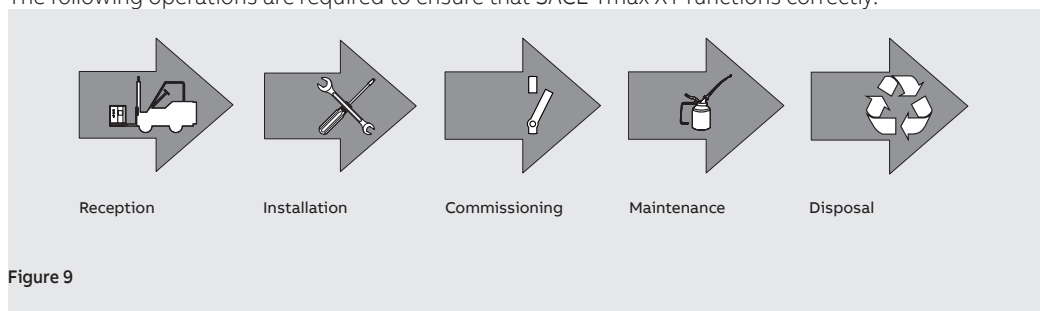 The following operations are required to ensure that SACE Tmax XT functions correctly:
Reception Installation Commissioning Maintenance Disposal
Figure 9